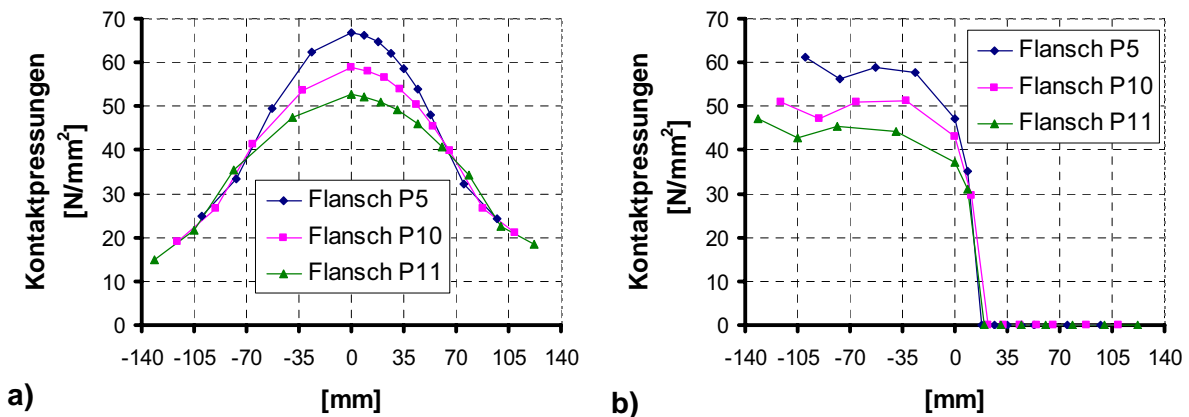 Kontaktpressungen
[N/mm²]
70
60
50
40
30
20
10
0
Flansch P5
Flansch P10
Flansch P11
-140 -105 -70 -35 0 35 70 105 140
[mm]
a)
Kontaktpressungen
[N/mm²]
70
60
50
40
30
20
10
0
Flansch P5
Flansch P10
Flansch P11
-140 -105 -70 -35 0 35 70 105 140
[mm]
b)